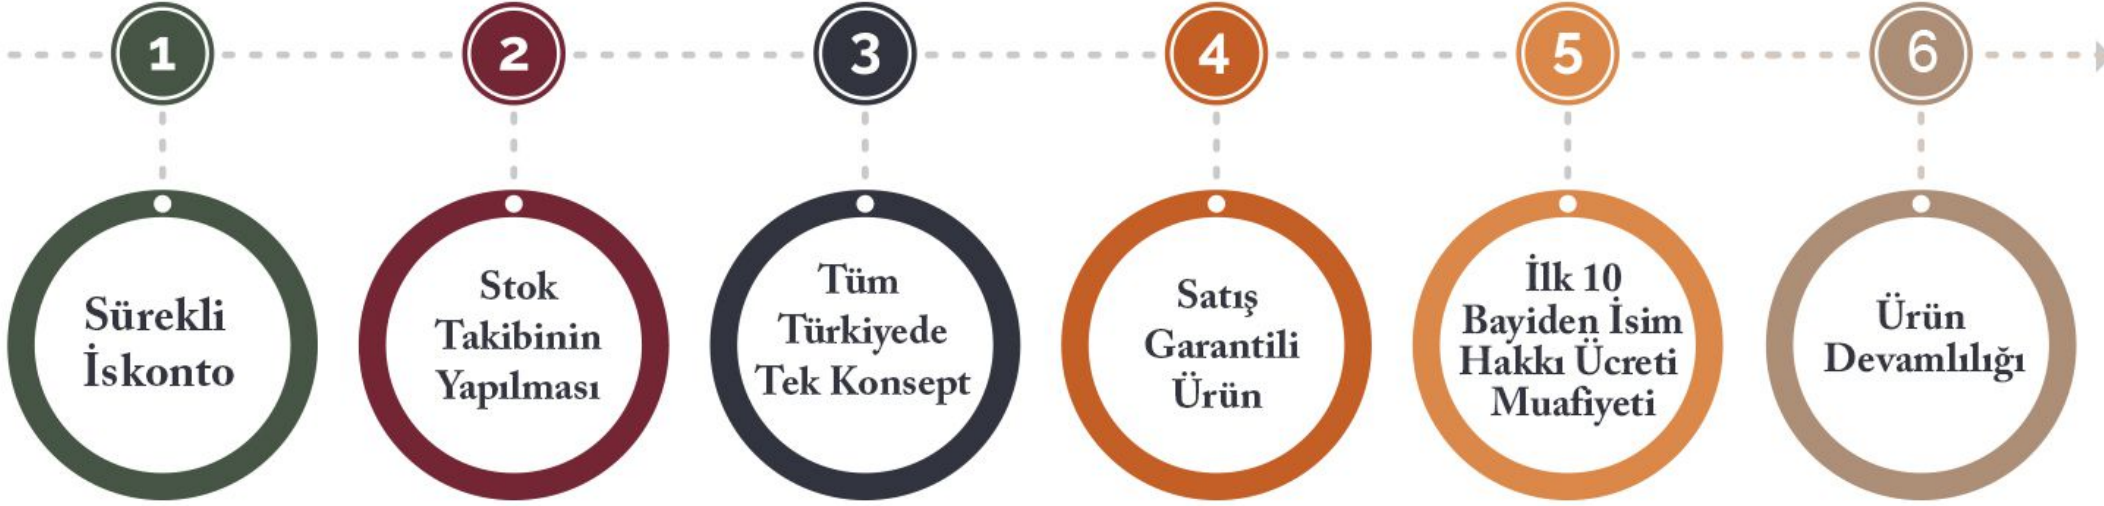 1
2
3
4
5
6
Sürekli
İskonto
Stok
Takibinin
Yapılması
Tüm
Türkiyede
Tek Konsept
Satış
Garantili
Ürün
İlk 10
Bayiden İsim
Hakkı Ücreti
Muafiyeti
Ürün
Devamlılığı